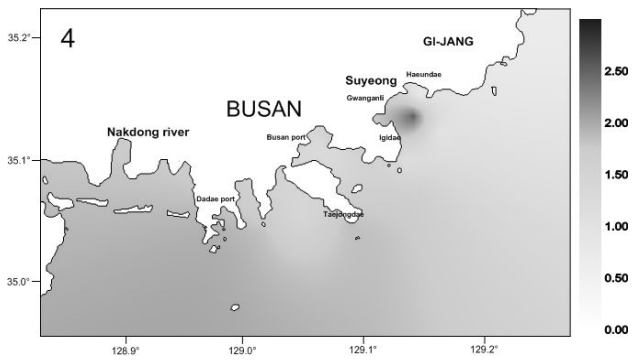 4
35.2°
GI-JANG
2.50
Suyeong
Haeundae
Gwanganli
2.00
BUSAN
Nakdong river
Busan port
Igidae
35.1°
1.50
Dadae port
Taejongdae
1.00
35.0°
0.50
0.00
128.9°
129.0°
129.1°
129.2°